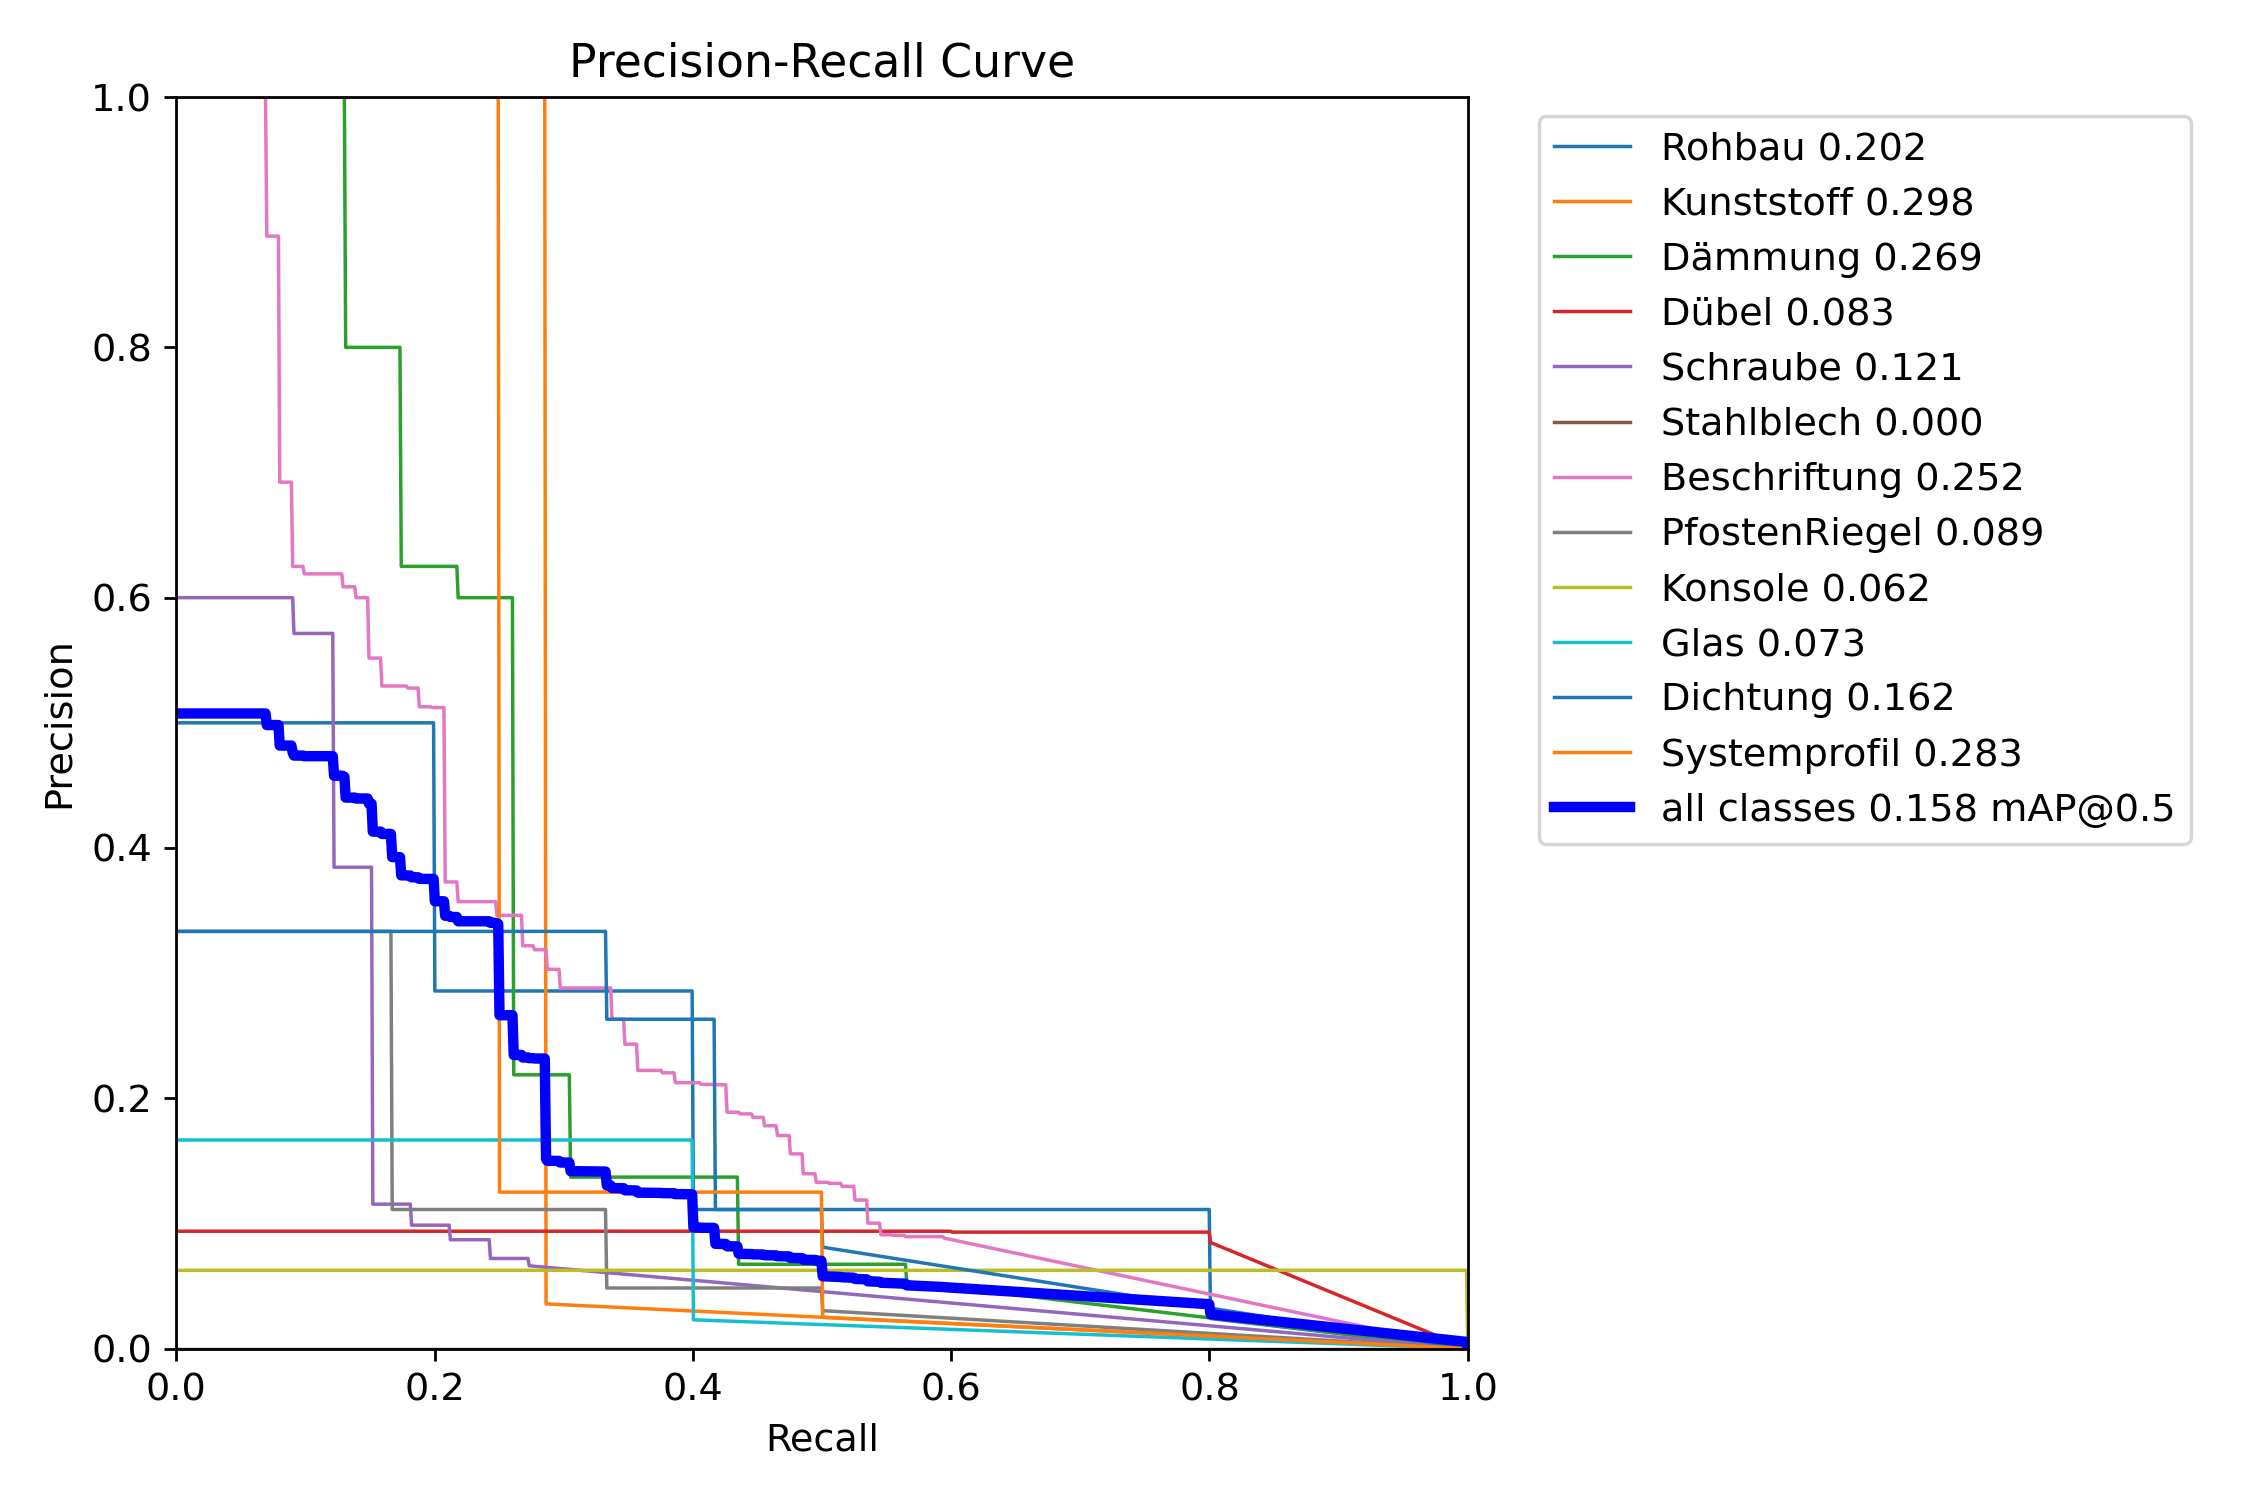 Precision-Recall Curve
1.0
0.8
0.6
0.4
0.2
0.0
Precision
0.0 0.2 0.4 0.6 0.8 1.0
Recall
Rohbau 0.202
Kunststoff 0.298
Dämmung 0.269
Dübel 0.083
Schraube 0.121
Stahlblech 0.000
Beschriftung 0.252
PfostenRiegel 0.089
Konsole 0.062
Glas 0.073
Dichtung 0.162
Systemprofil 0.283
all classes 0.158 mAP@0.5